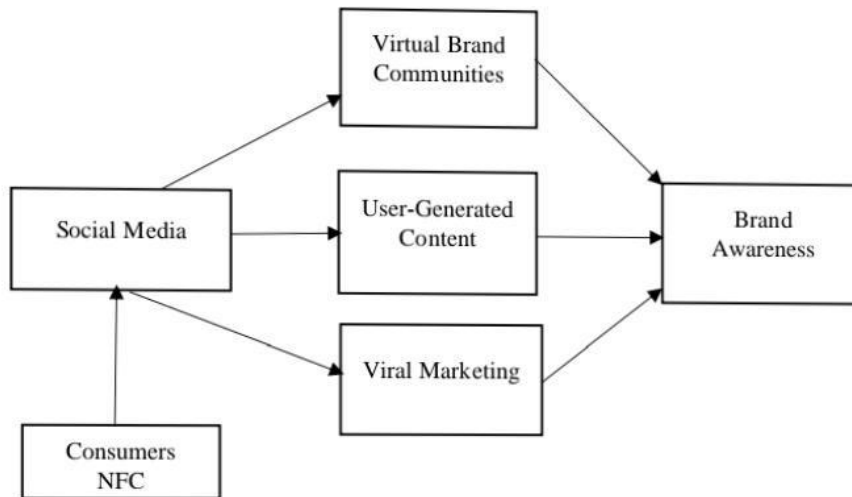 Virtual Brand
Communities
Social Media
User-Generated
Content
Brand
Awareness
Viral Marketing
Consumers
NFC